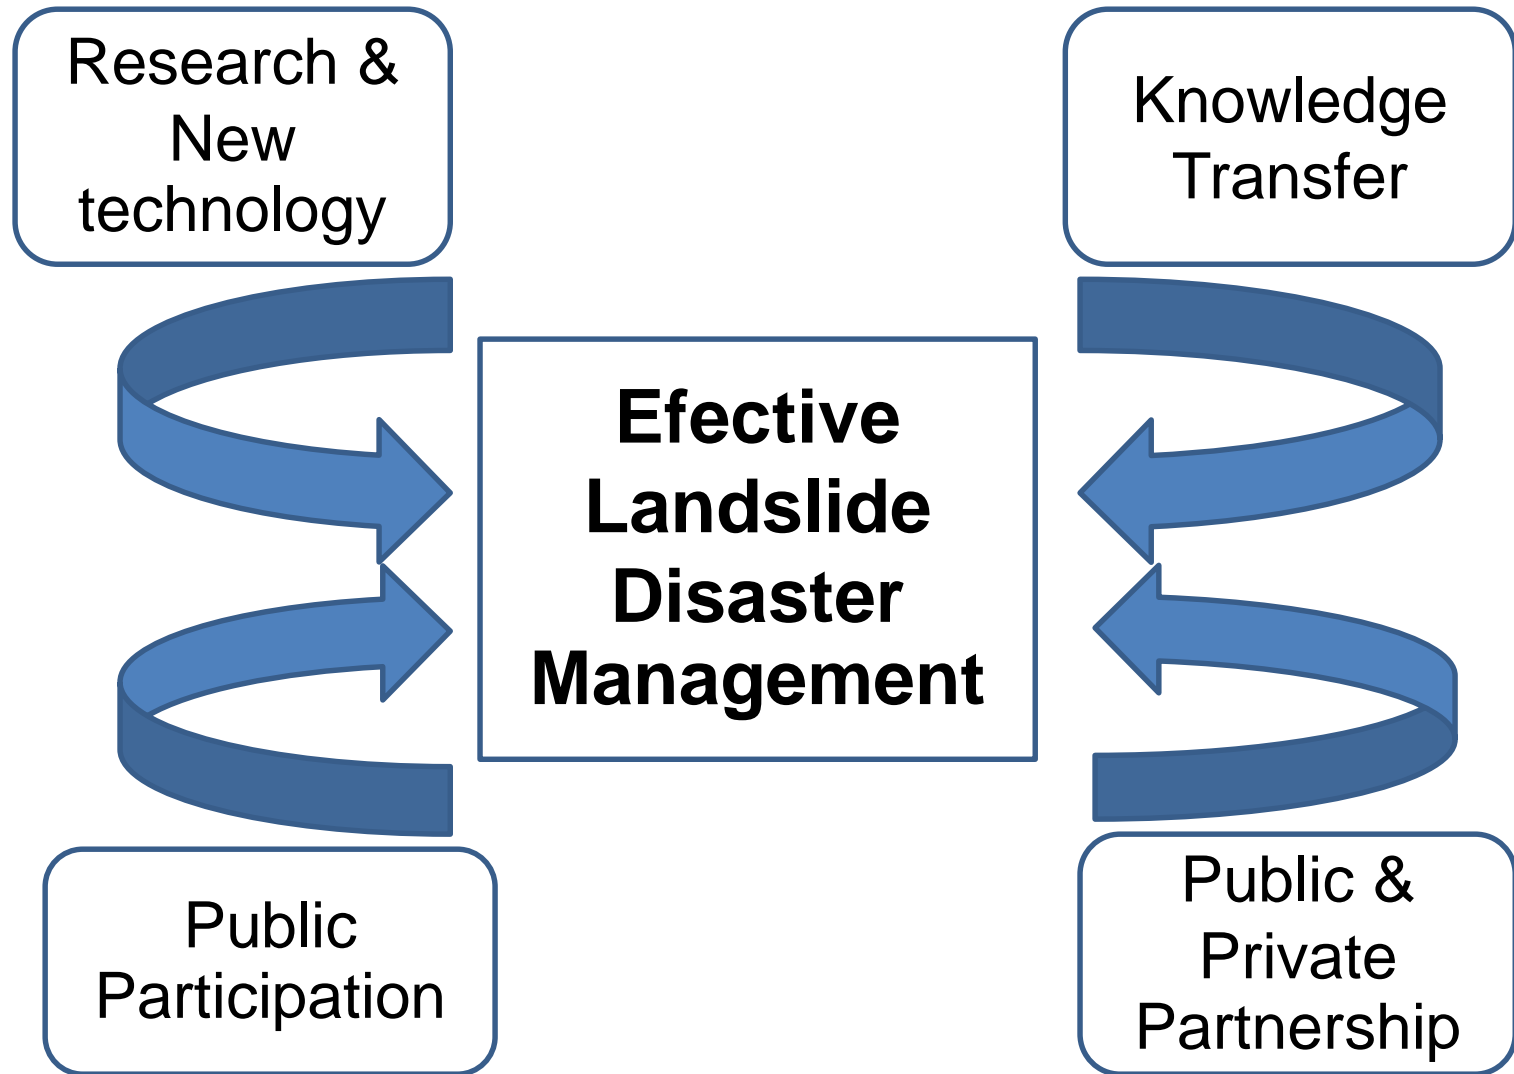 Research &
New
technology
Knowledge
Transfer
Efective
Landslide
Disaster
Management
Public
Participation
Public &
Private
Partnership